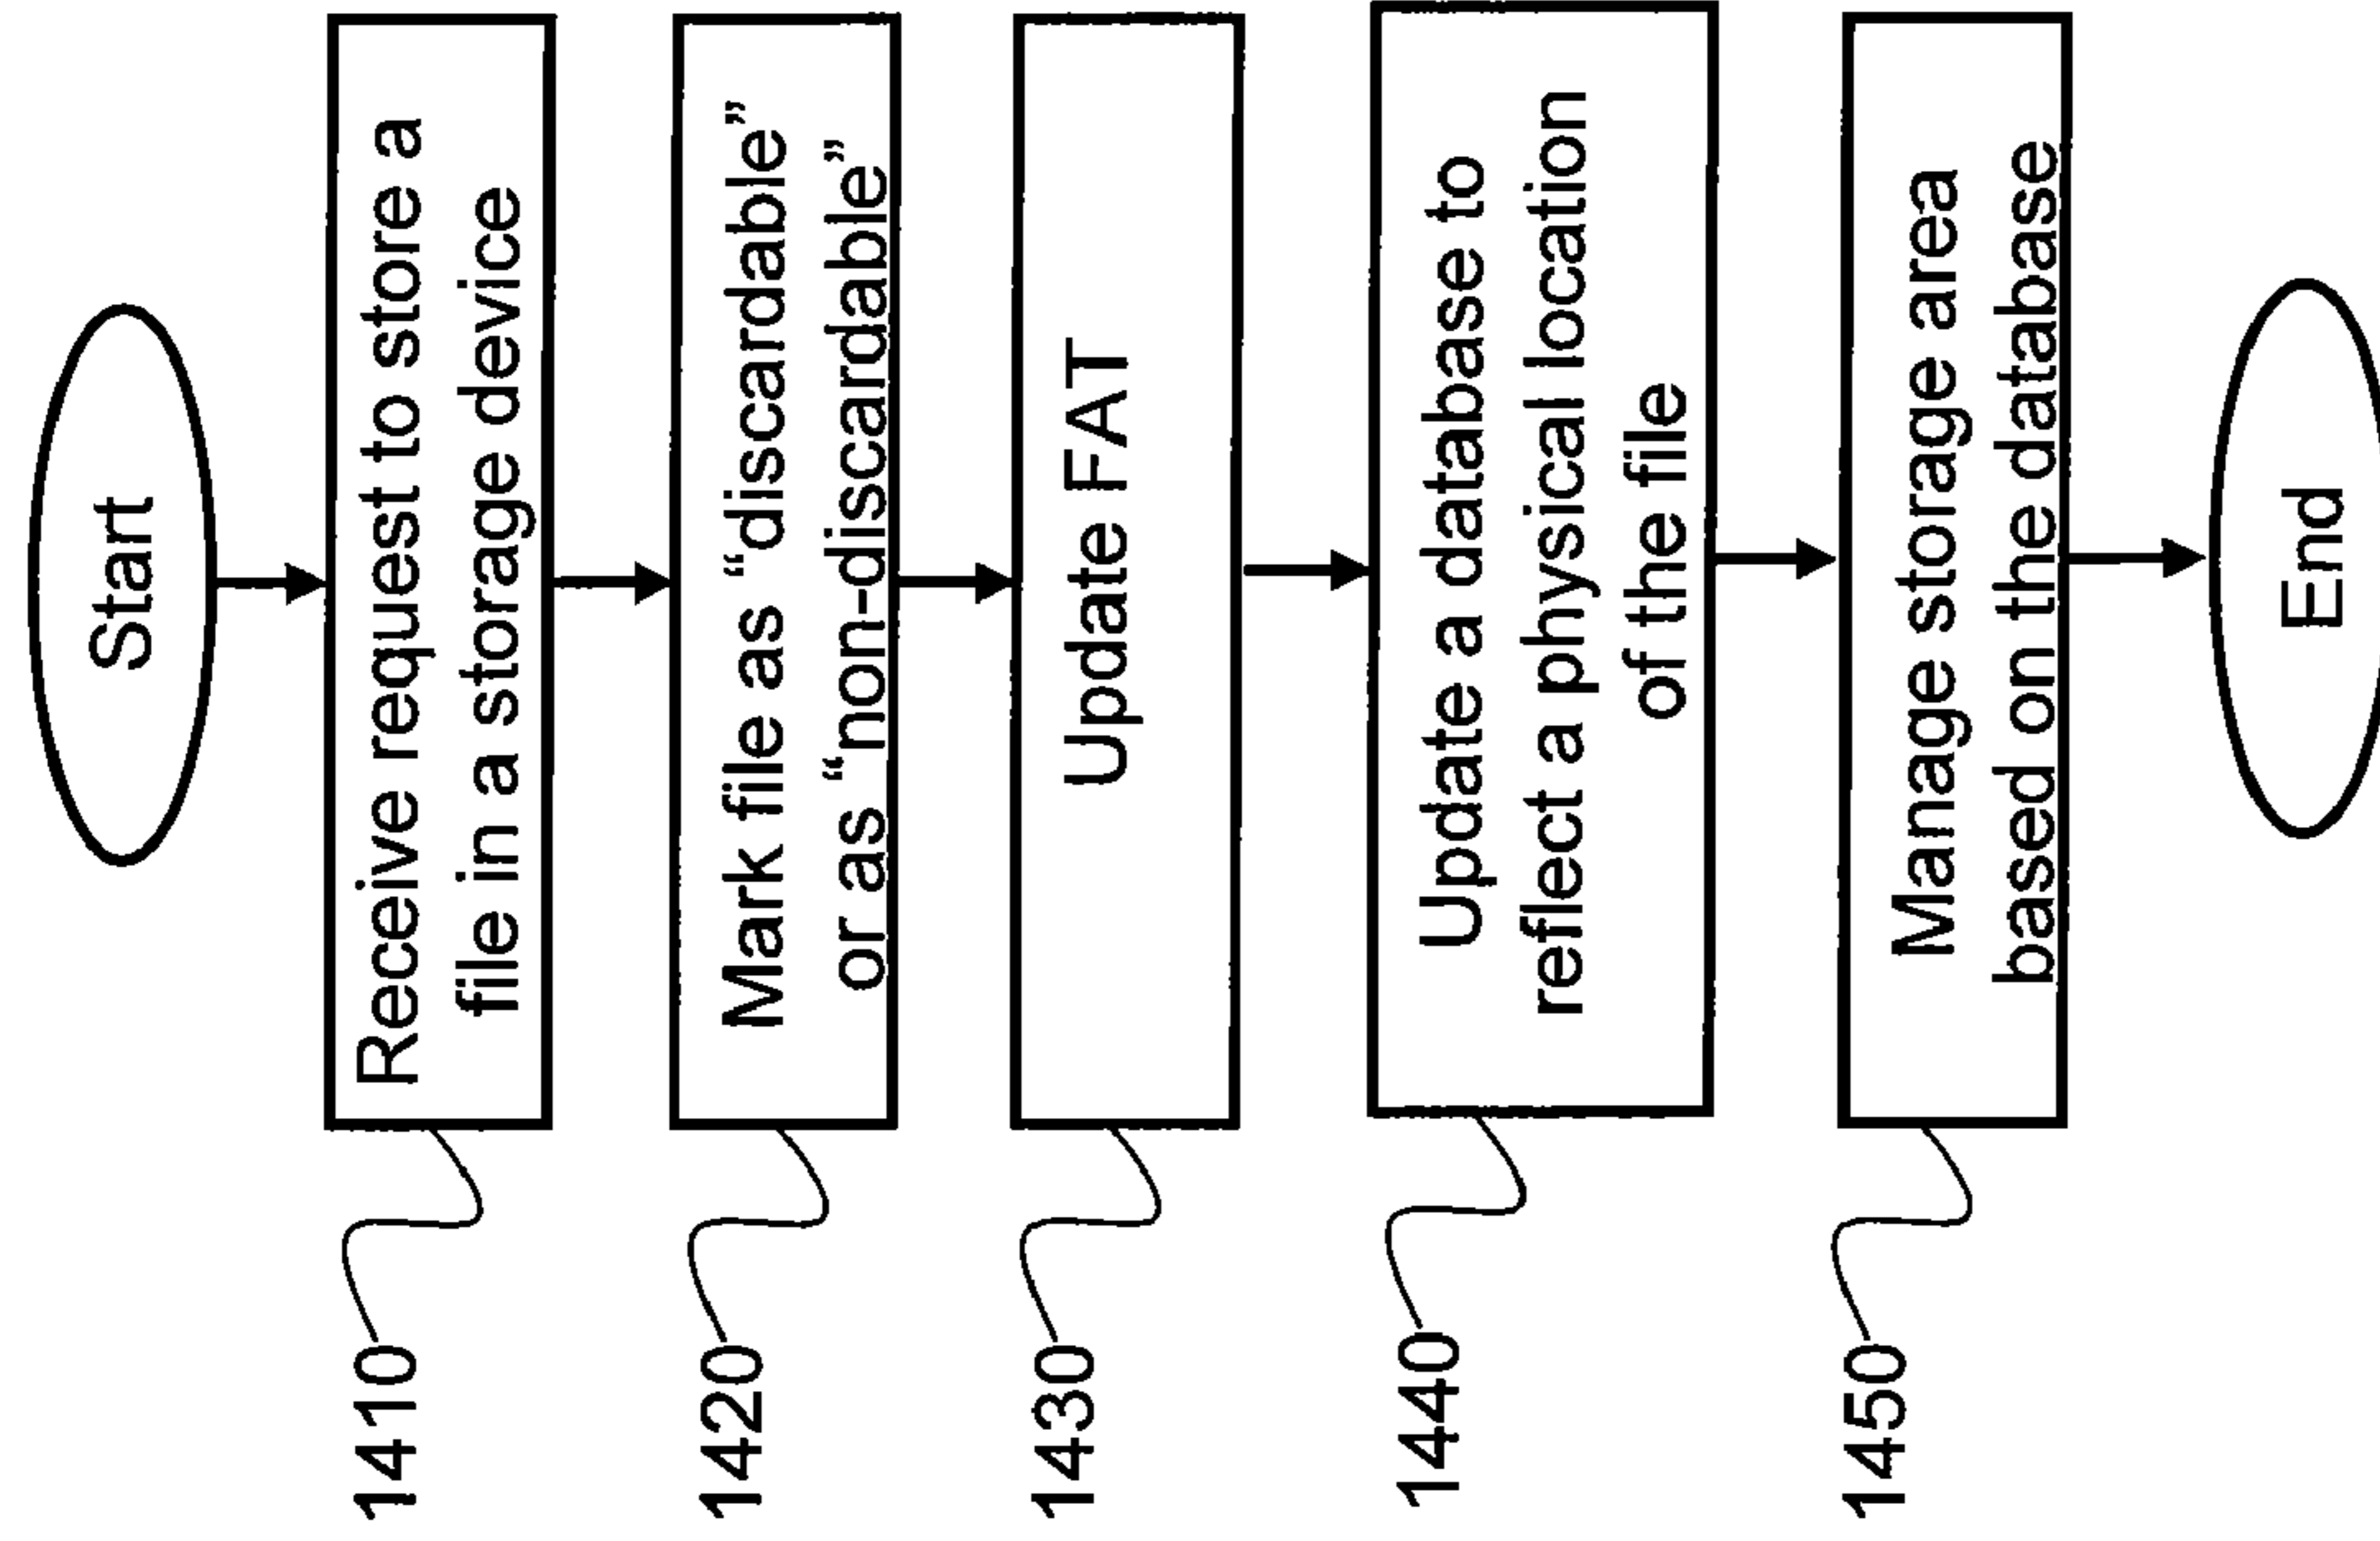 Start
1410
Receive request to store a
file in a storage device
1420
Mark file as “discardable”
or as “non-discardable”
1430
Update FAT
1440
Update a database to
reflect a physical location
of the file
1450
Manage storage area
based on the database
End